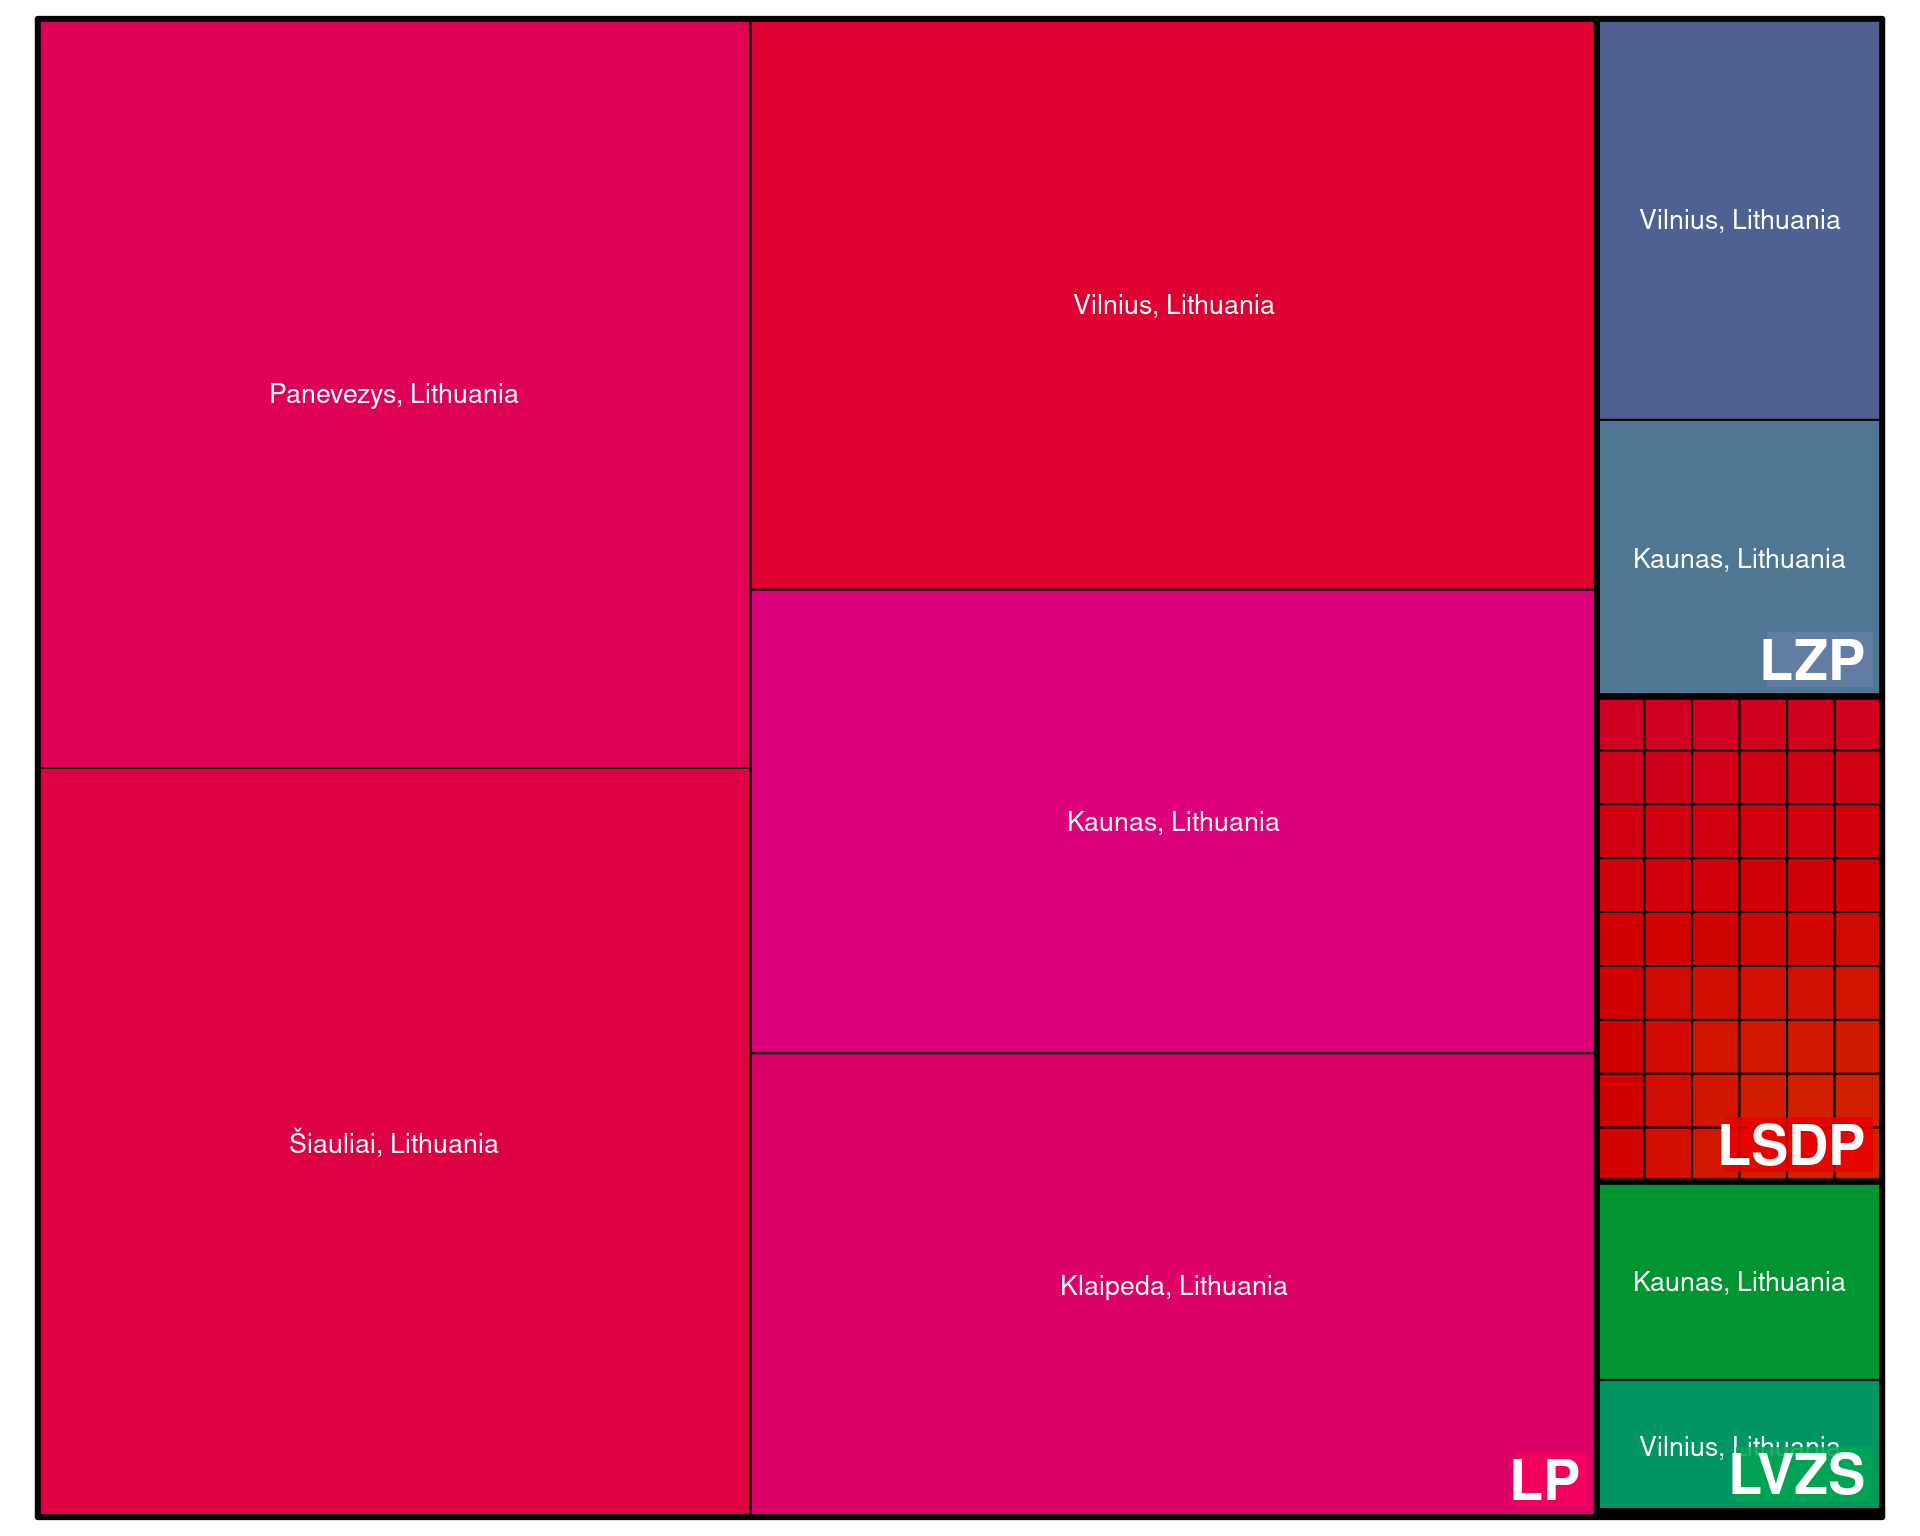 Panevezys, Lithuania
Šiauliai, Lithuania
Vilnius, Lithuania
Kaunas, Lithuania
Klaipeda, Lithuania
LP
Vilnius, Lithuania
Kaunas, Lithuania
LZP
LSDP
Kaunas, Lithuania
Vilnius, Lithuania
LVZS